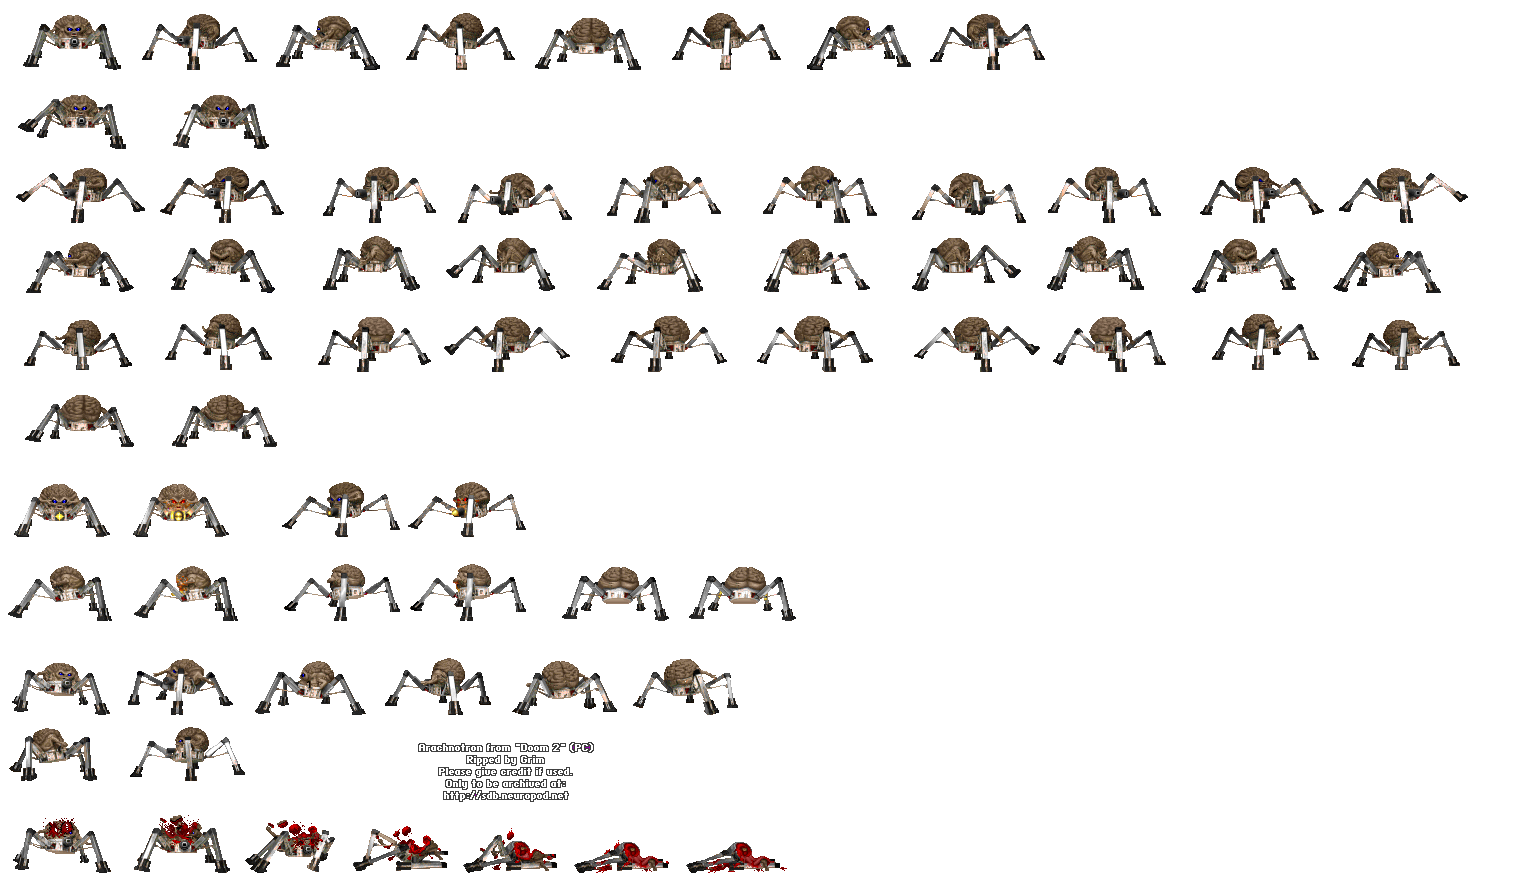 Arachnotron from "Doom 2" (PC)
Ripped by Grim
Please give credit if used.
Only to be archived at:
http://sdb.neuropod.net